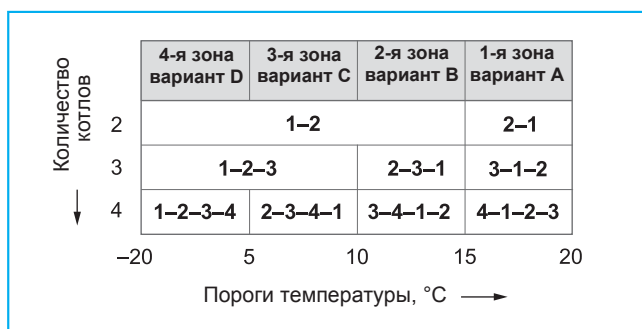 4-я зона 3-я зона 2-я зона 1-я зона
вариант D вариант C вариант B вариант A
Количество
котлов
2 1–2 2–1
3 1–2–3 2–3–1 3–1–2
4 1–2–3–4 2–3–4–1 3–4–1–2 4–1–2–3
–20 5 10 15 20
Пороги температуры, °C